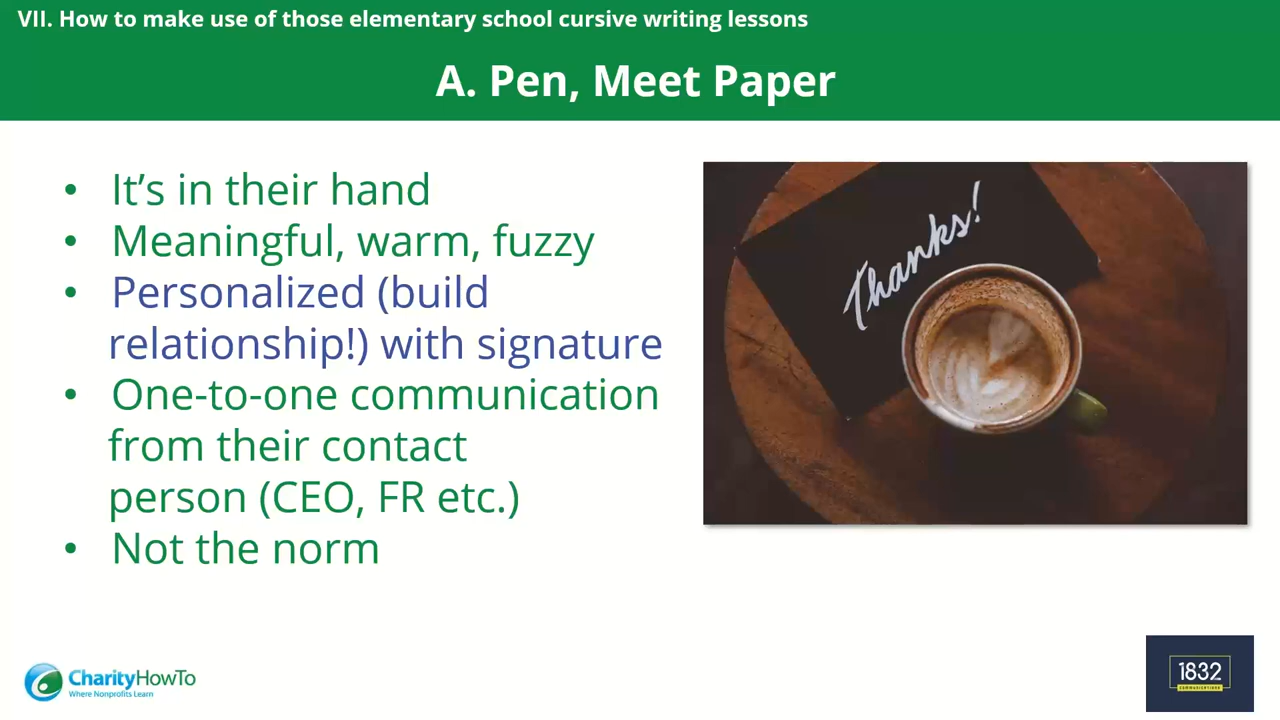 VII. How to make use of those elementary school cursive writing lessons
A. Pen, Meet Paper
• It’s in their hand
• Meaningful, warm, fuzzy
• Personalized (build
relationship!) with signature
• One-to-one communication
from their contact
person (CEO, FR etc.)
• Not the norm
Thanks!
CharityHowTo
Where Nonprofits Learn
1832
COMMUNICATIONS